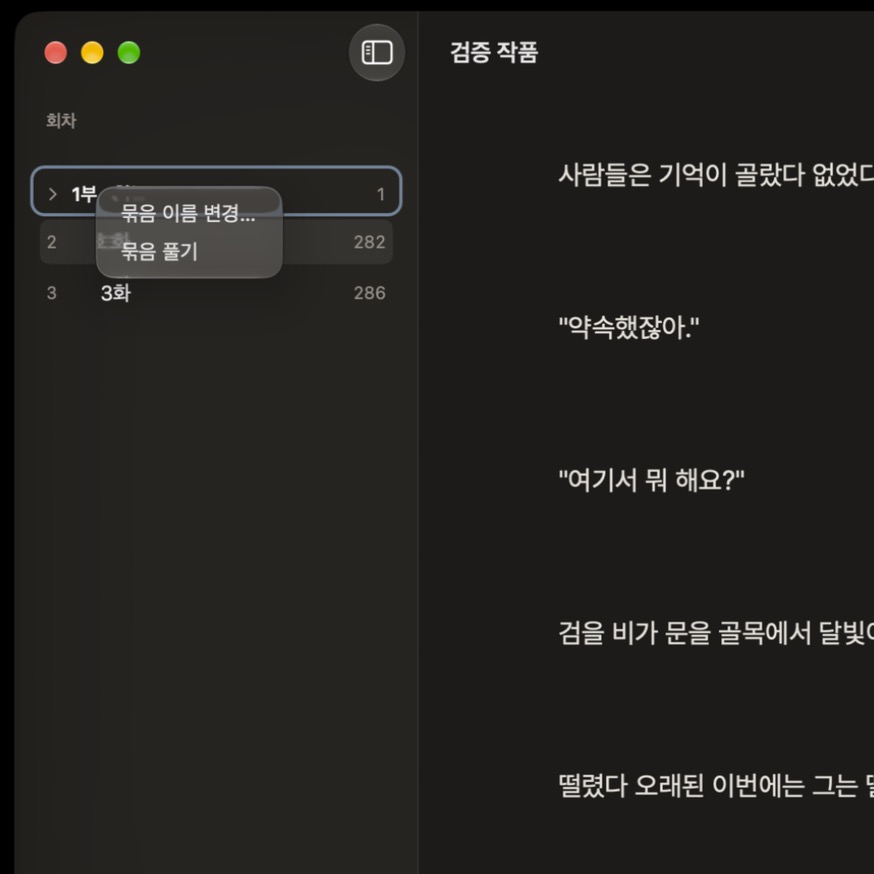 검증 작품
회차
1부
1
묶음 이름 변경...
묶음 풀기
2
282
3
3화
286
사람들은 기억이 골랐다 없었다
"약속했잖아."
"여기서 뭐 해요?"
검을 비가 문을 골목에서
떨렸다 오래된 이번에는 그는